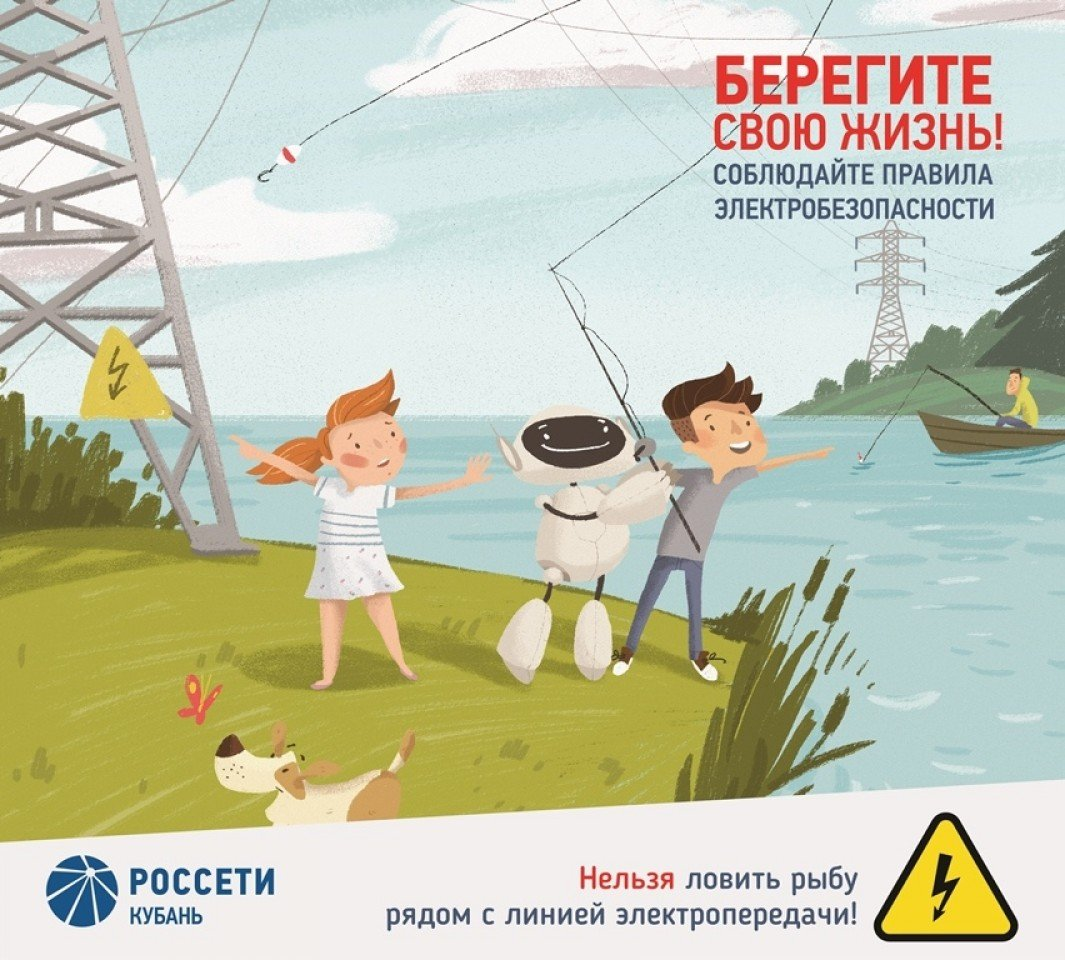 БЕРЕГИТЕ
СВОЮ ЖИЗНЬ!
СОБЛЮДАЙТЕ ПРАВИЛА
ЭЛЕКТРОБЕЗОПАСНОСТИ
РОССЕТИ
КУБАНЬ
Нельзя ловить рыбу
рядом с линией электропередачи!